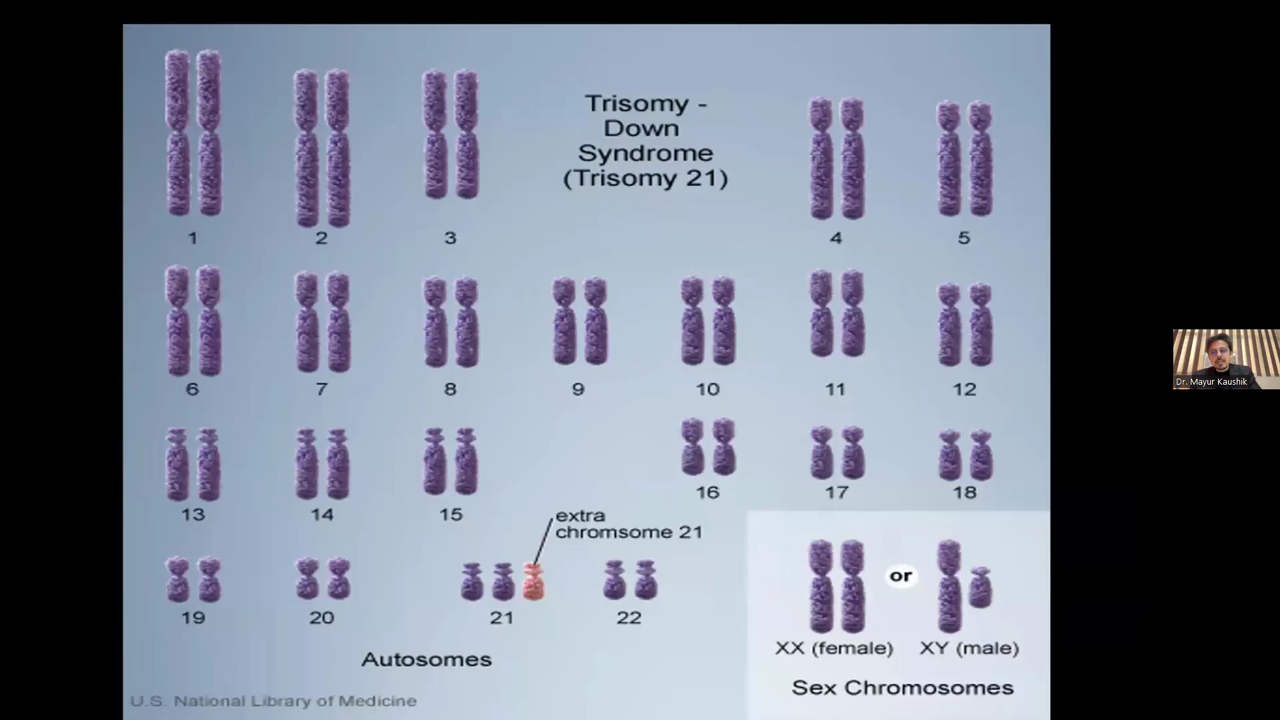 Trisomy -
Down
Syndrome
(Trisomy 21)
1
2
3
4
5
6
7
8
9
10
11
12
13
14
15
16
17
18
extra
chromsome 21
19
20
21
22
Autosomes
or
XX (female)
XY (male)
Sex Chromosomes
U.S. National Library of Medicine
Dr. Mayur Kaushik